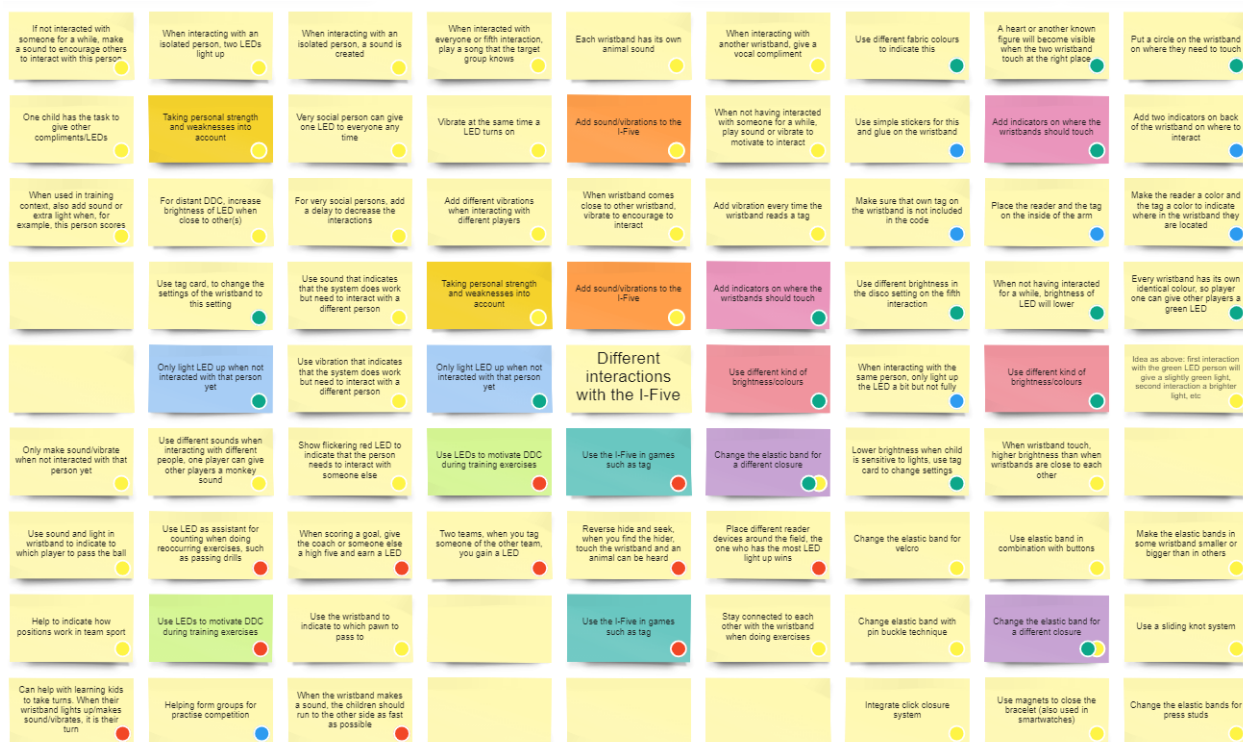 If not interacted with
someone for a while, make
a sound to encourage others
to interact with this person
When interacting with an
isolated person, two LEDs
light up
When interacting with an
isolated person, a sound is
created
When interacted with
everyone or fifth interaction,
play a song that the target
group knows
Each wristband has its own
animal sound
When interacting with
another wristband, give a
vocal compliment
Use different fabric colours
to indicate this
A heart or another known
figure will become visible
when the two wristband
touch at the right place
Put a circle on the wristband
on where they need to touch
One child has the task to
give other
compliments/LEDs
Taking personal strength
and weaknesses into
account
Very social person can give
one LED to everyone any
time
Vibrate at the same time a
LED turns on
Add sound/vibrations to the
I-Five
When not having interacted
with someone for a while,
play sound or vibrate to
motivate to interact
Use simple stickers for this
and glue on the wristband
Add indicators on where the
wristbands should touch
Add two indicators on back
of the wristband on where to
interact
When used in training
context, also add sound or
extra light when, for
example, this person scores
For distant DDC, increase
brightness of LED when
close to other(s)
For very social persons, add
a delay to decrease the
interactions
Add different vibrations
when interacting with
different players
When wristband comes
close to other wristband,
vibrate to encourage to
interact
Add vibration every time the
wristband reads a tag
Make sure that own tag on
the wristband is not included
in the code
Place the reader and the tag
on the inside of the arm
Make the reader a color and
the tag a color to indicate
where in the wristband they
are located
Use tag card, to change the
settings of the wristband to
this setting
Use sound that indicates
that the system does work
but need to interact with a
different person
Taking personal strength
and weaknesses into
account
Add sound/vibrations to the
I-Five
Add indicators on where the
wristbands should touch
Use different brightness in
the disco setting on the fifth
interaction
When not having interacted
for a while, brightness of
LED will lower
Every wristband has its own
identical colour, so player
one can give other players a
green LED
Only light LED up when not
interacted with that person
yet
Use vibration that indicates
that the system does work
but need to interact with a
different person
Only light LED up when not
interacted with that person
yet
Different
interactions
with the I-Five
Use different kind of
brightness/colours
When interacting with the
same person, only light up
the LED a bit but not fully
Use different kind of
brightness/colours
Idea as above: first interaction
with the green LED person will
give a slightly green light,
second interaction a brighter
light, etc
Only make sound/vibrate
when not interacted with that
person yet
Use different sounds when
interacting with different
people, one player can give
other players a monkey
sound
Show flickering red LED to
indicate that the person
needs to interact with
someone else
Use LEDs to motivate DDC
during training exercises
Use the I-Five in games
such as tag
Change the elastic band for
a different closure
Lower brightness when child
is sensitive to lights, use tag
card to change settings
When wristband touch,
higher brightness than when
wristbands are close to each
other
Use sound and light in
wristband to indicate to
which player to pass the ball
Use LED as assistant for
counting when doing
reoccurring exercises, such
as passing drills
When scoring a goal, give
the coach or someone else
a high five and earn a LED
Two teams, when you tag
someone of the other team,
you gain a LED
Reverse hide and seek,
when you find the hider,
touch the wristband and an
animal can be heard
Place different reader
devices around the field, the
one who has the most LED
light up wins
Change the elastic band for
velcro
Use elastic band in
combination with buttons
Make the elastic bands in
some wristband smaller or
bigger than in others
Help to indicate how
positions work in team sport
Use LEDs to motivate DDC
during training exercises
Use the wristband to
indicate to which pawn to
pass to
Use the I-Five in games
such as tag
Stay connected to each
other with the wristband
when doing exercises
Change elastic band with
pin buckle technique
Change the elastic band for
a different closure
Use a sliding knot system
Can help with learning kids
to take turns. When their
wristband lights up/makes
sound/vibrates, it is their
turn
Helping form groups for
practise competition
When the wristband makes
a sound, the children should
run to the other side as fast
as possible
Integrate click closure
system
Use magnets to close the
bracelet (also used in
smartwatches)
Change the elastic bands for
press studs